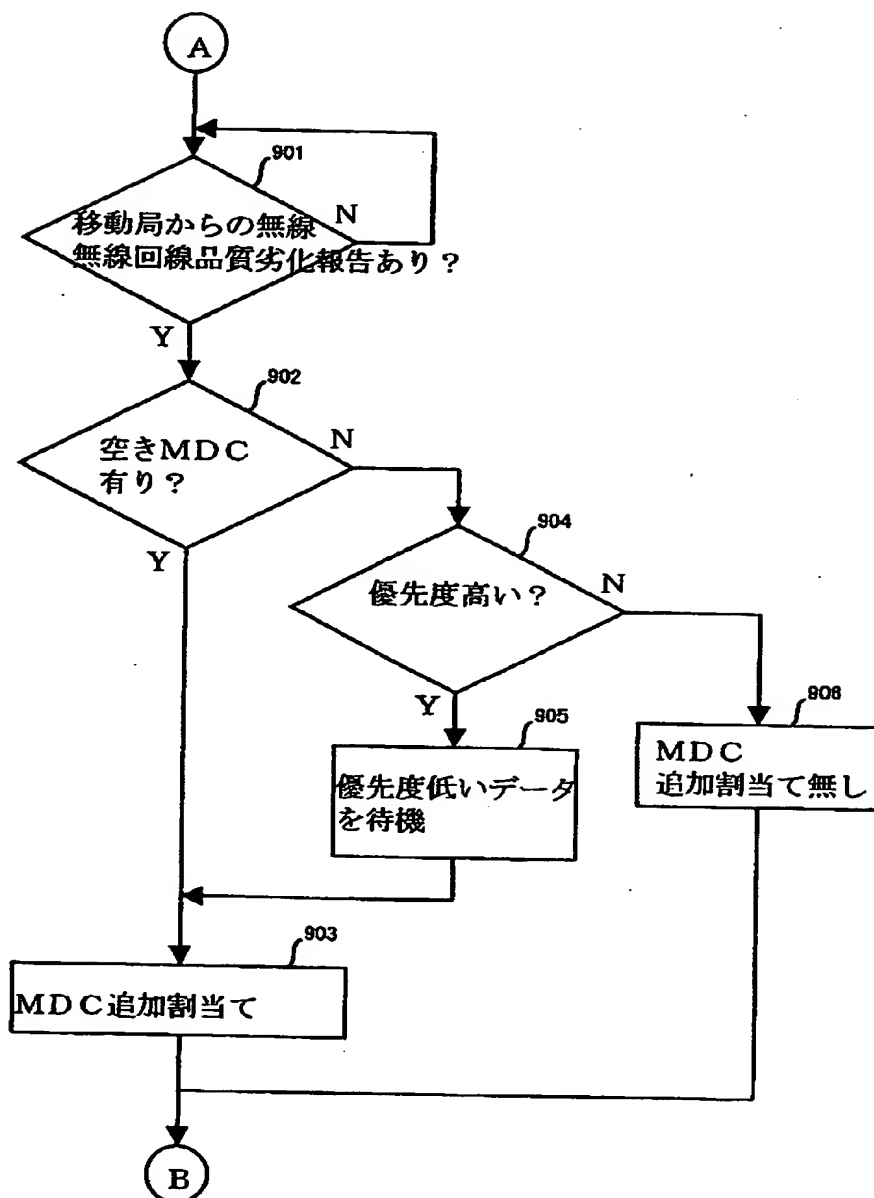 A
901
移動局からの無線
無線回線品質劣化報告あり?
N
Y
902
空きMDC
有り?
N
Y
904
優先度高い?
N
Y
905
優先度低いデータ
を待機
906
MDC
追加割当て無し
903
MDC追加割当て
B